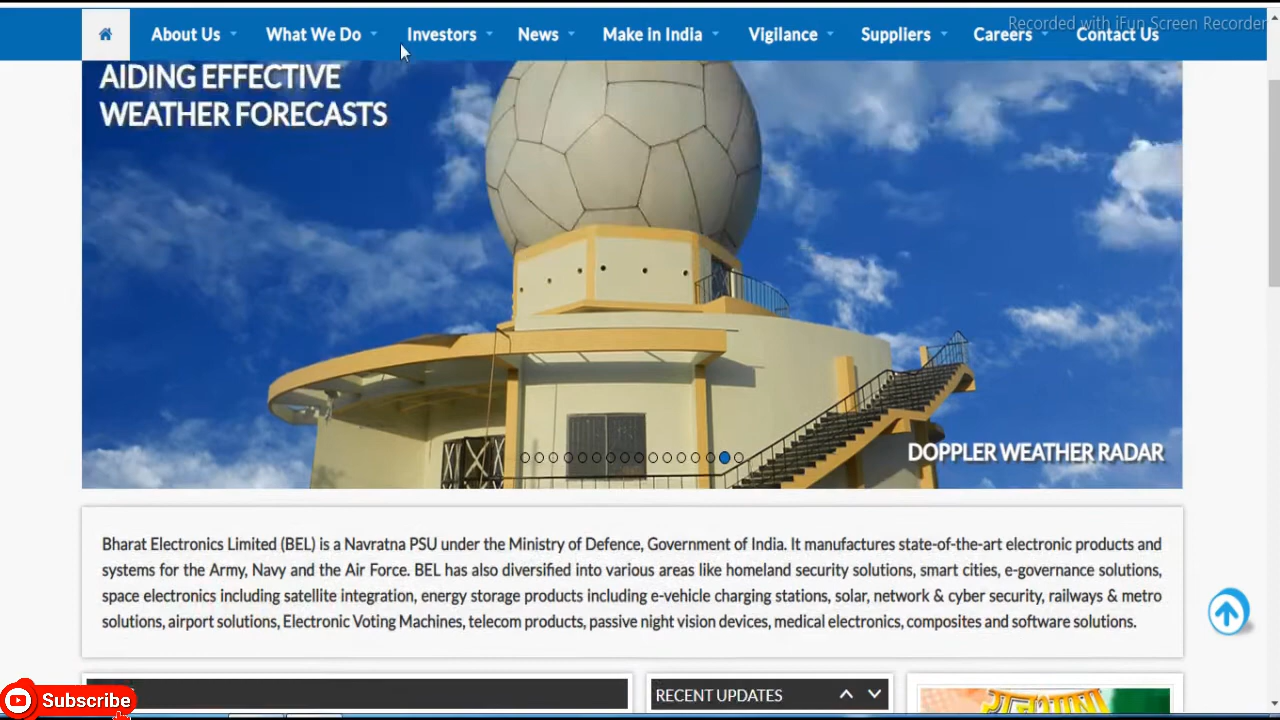 Recorded with iFun Screen Recorder
About Us What We Do Investors News Make in India Vigilance Suppliers Careers Contact Us
AIDING EFFECTIVE
WEATHER FORECASTS
DOPPLER WEATHER RADAR
Bharat Electronics Limited (BEL) is a Navratna PSU under the Ministry of Defence, Government of India. It manufactures state-of-the-art electronic products and
systems for the Army, Navy and the Air Force. BEL has also diversified into various areas like homeland security solutions, smart cities, e-governance solutions,
space electronics including satellite integration, energy storage products including e-vehicle charging stations, solar, network & cyber security, railways & metro
solutions, airport solutions, Electronic Voting Machines, telecom products, passive night vision devices, medical electronics, composites and software solutions.
RECENT UPDATES
Subscribe